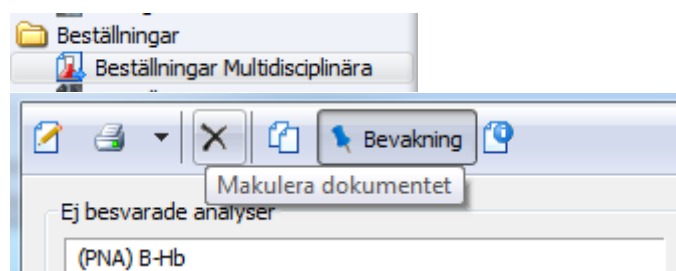 Beställningar
Beställningar Multidisciplinära
Bevakning
Makulera dokumentet
Ej besvarade analyser
(PNA) B-Hb